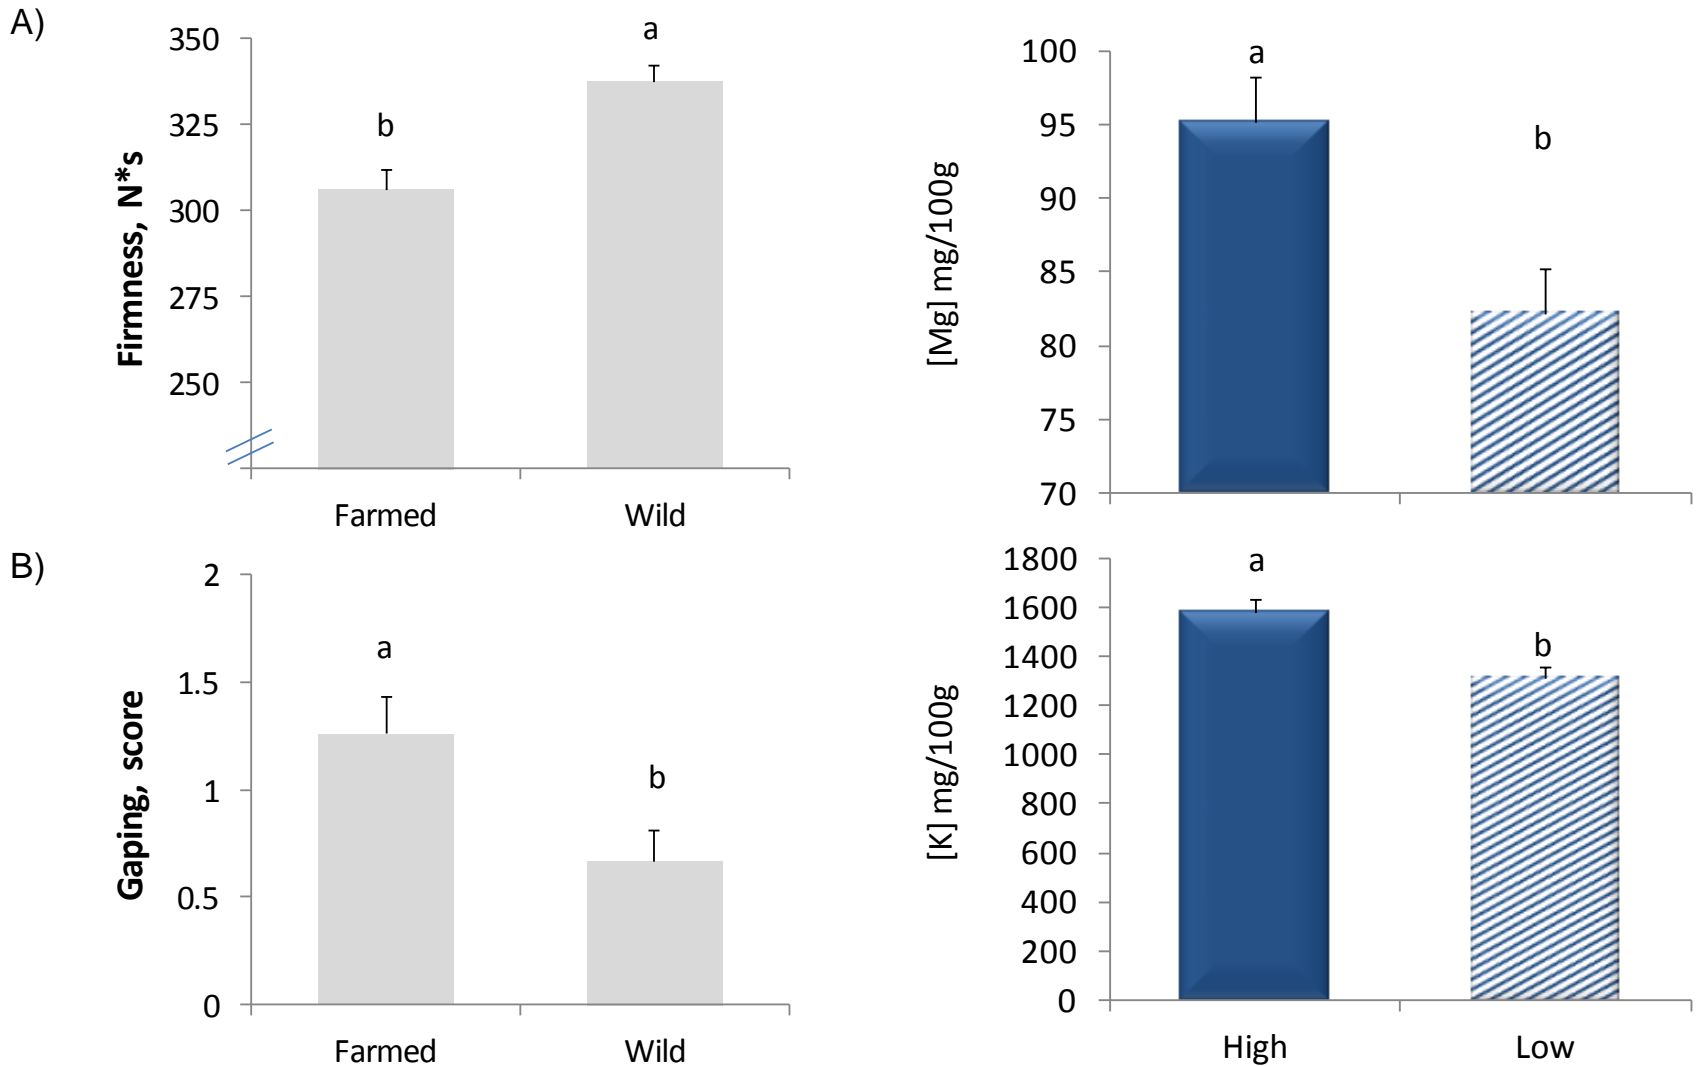 A)
350
325
300
275
250
Firmness, N*s
b
a
Farmed
Wild
100
95
90
85
80
75
70
[Mg] mg/100g
a
b
B)
2
1.5
1
0.5
0
Gaping, score
a
b
Farmed
Wild
1800
1600
1400
1200
1000
800
600
400
200
0
[K] mg/100g
a
b
High
Low